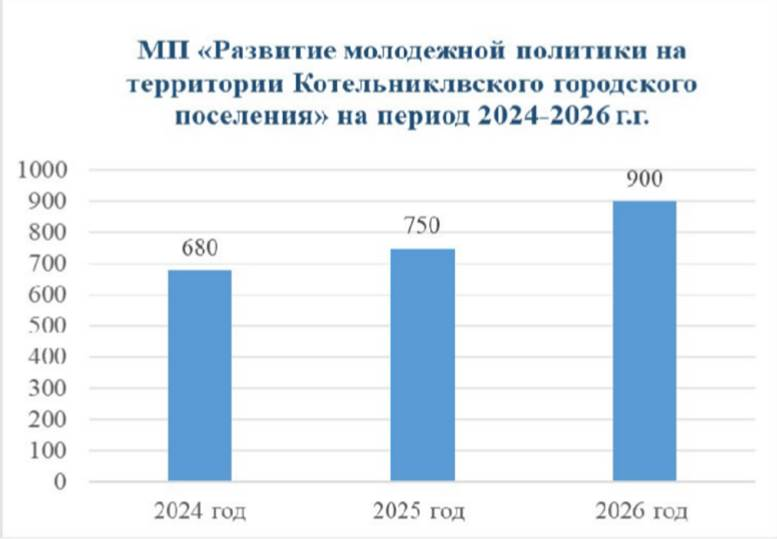 МП «Развитие молодежной политики на
территории Котельниклвского городского
поселения» на период 2024-2026 г.г.
1000
900
800
700
600
500
400
300
200
100
0
680
750
900
2024 год
2025 год
2026 год